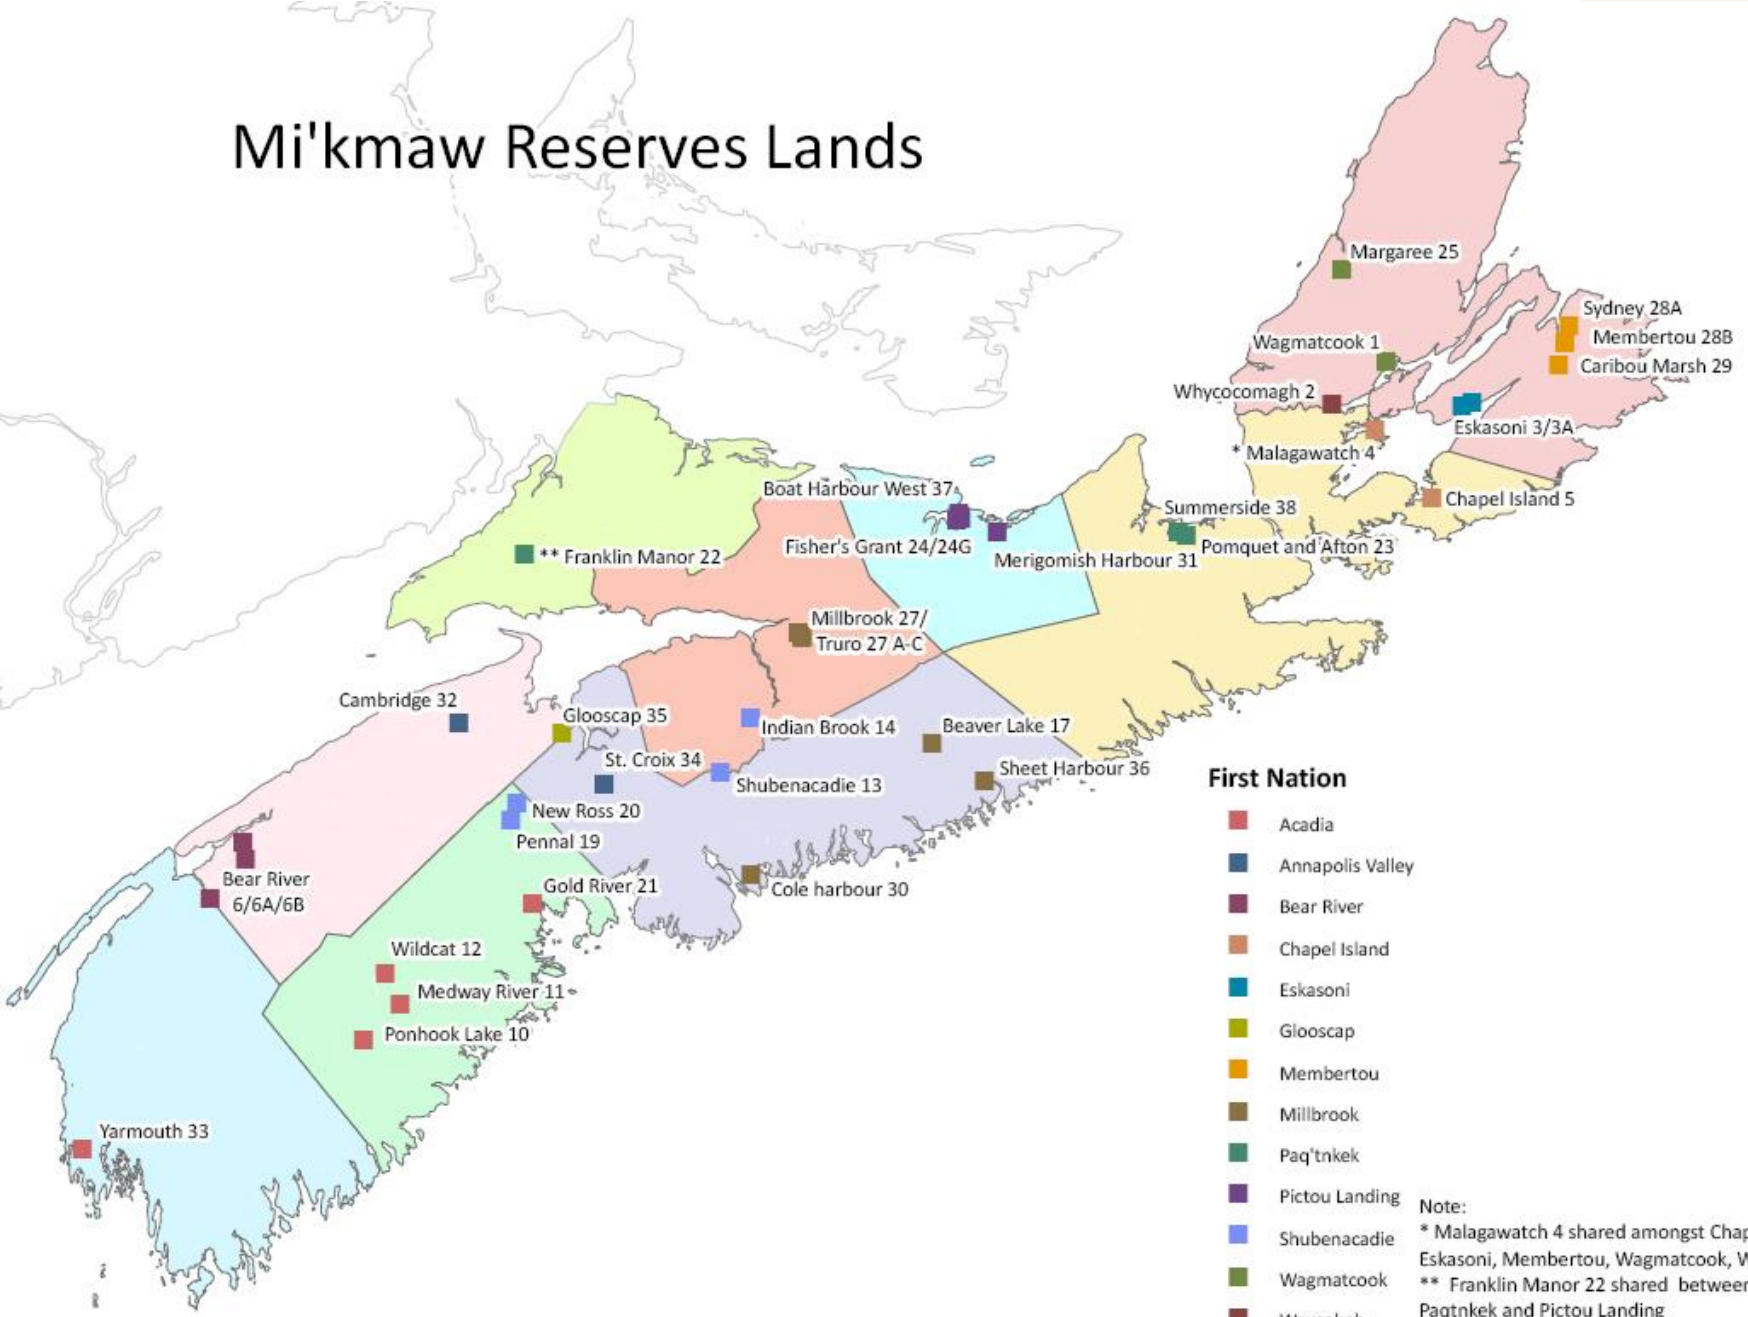 Mi'kmaw Reserves Lands
Margaree 25
Sydney 28A
Membertou 28B
Wagmatcook 1
Caribou Marsh 29
Whycocomagh 2
Eskasoni 3/3A
* Malagawatch 4
Boat Harbour West 37
Chapel Island 5
Summerside 38
Fisher's Grant 24/24G
Pomquet and Afton 23
** Franklin Manor 22
Merigomish Harbour 31
Millbrook 27/
Truro 27 A-C
Cambridge 32
Glooscap 35
Indian Brook 14
Beaver Lake 17
St. Croix 34
Sheet Harbour 36
Shubenacadie 13
New Ross 20
Pennal 19
Bear River
6/6A/6B
Gold River 21
Cole harbour 30
Wildcat 12
Medway River 11
Ponhook Lake 10
Yarmouth 33
First Nation
Acadia
Annapolis Valley
Bear River
Chapel Island
Eskasoni
Glooscap
Membertou
Millbrook
Paq'tnkek
Pictou Landing
Shubenacadie
Wagmatcook
Note:
* Malagawatch 4 shared amongst Chap
Eskasoni, Membertou, Wagmatcook, W
** Franklin Manor 22 shared between
Paqtnkek and Pictou Landing